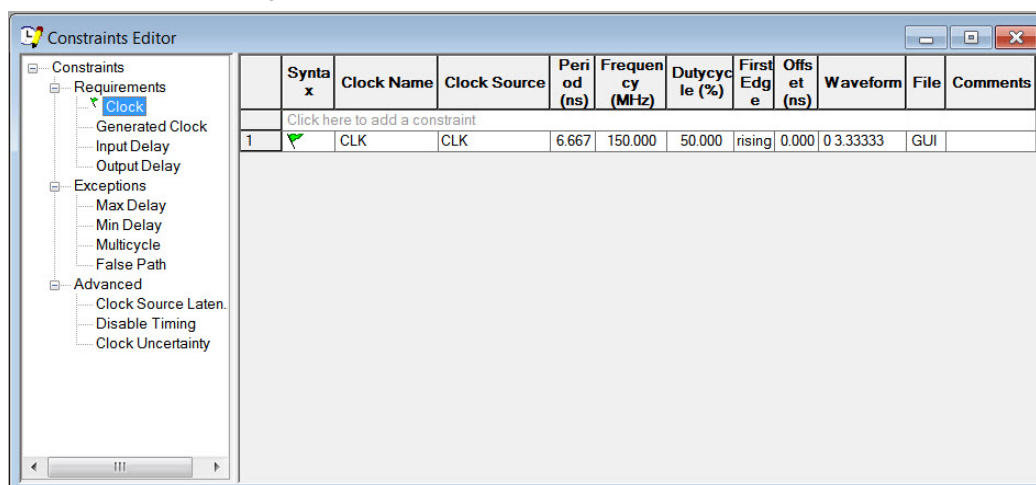 Constraints Editor
Constraints
Requirements
Clock
Generated Clock
Input Delay
Output Delay
Exceptions
Max Delay
Min Delay
Multicycle
False Path
Advanced
Clock Source Laten.
Disable Timing
Clock Uncertainty
Synta
x
Clock Name
Clock Source
Peri
od
(ns)
Frequen
cy
(MHz)
Dutycyc
le (%)
First
Edg
e
Offs
et
(ns)
Waveform
File
Comments
Click here to add a constraint
1 CLK CLK 6.667 150.000 50.000 rising 0.000 0 3.33333 GUI